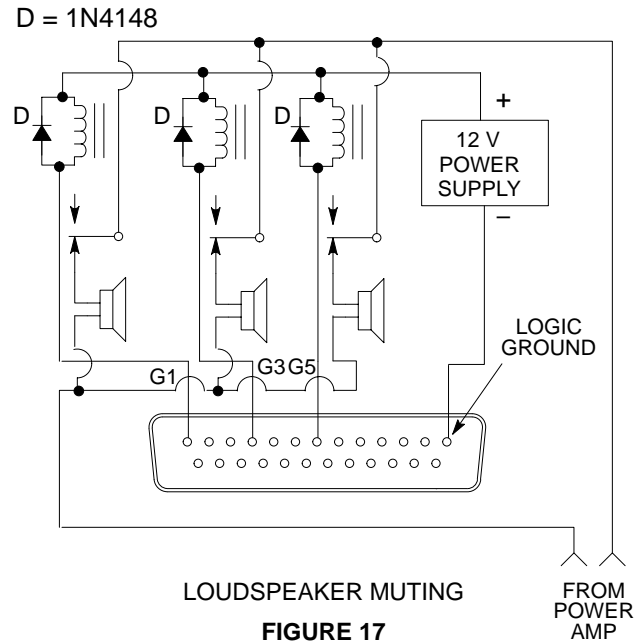 D = 1N4148
D
D
D
+
12 V
POWER
SUPPLY
–
LOGIC
GROUND
G1
G3
G5
LOUDSPEAKER MUTING
FIGURE 17
FROM
POWER
AMP